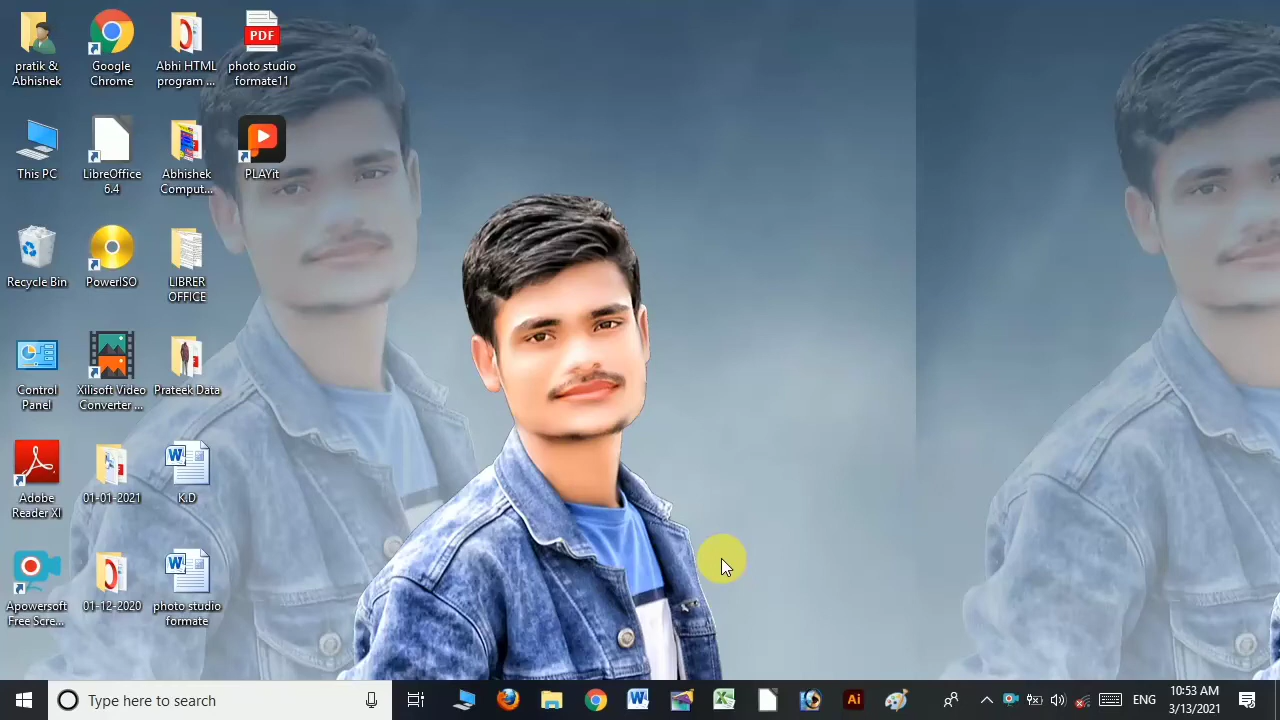 pratik &
Abhishek
Google
Chrome
Abhi HTML
program ...
PDF
photo studio
formate11
This PC
LibreOffice
6.4
Abhishek
Comput...
PLAYit
Recycle Bin
PowerISO
LIBRER
OFFICE
Control
Panel
Xilisoft Video
Converter ...
Prateek Data
Adobe
Reader XI
01-01-2021
W
K.D
Apowersoft
Free Scre...
01-12-2020
W
photo studio
formate
Type here to search
W
X
Ai
ENG
10:53 AM
3/13/2021